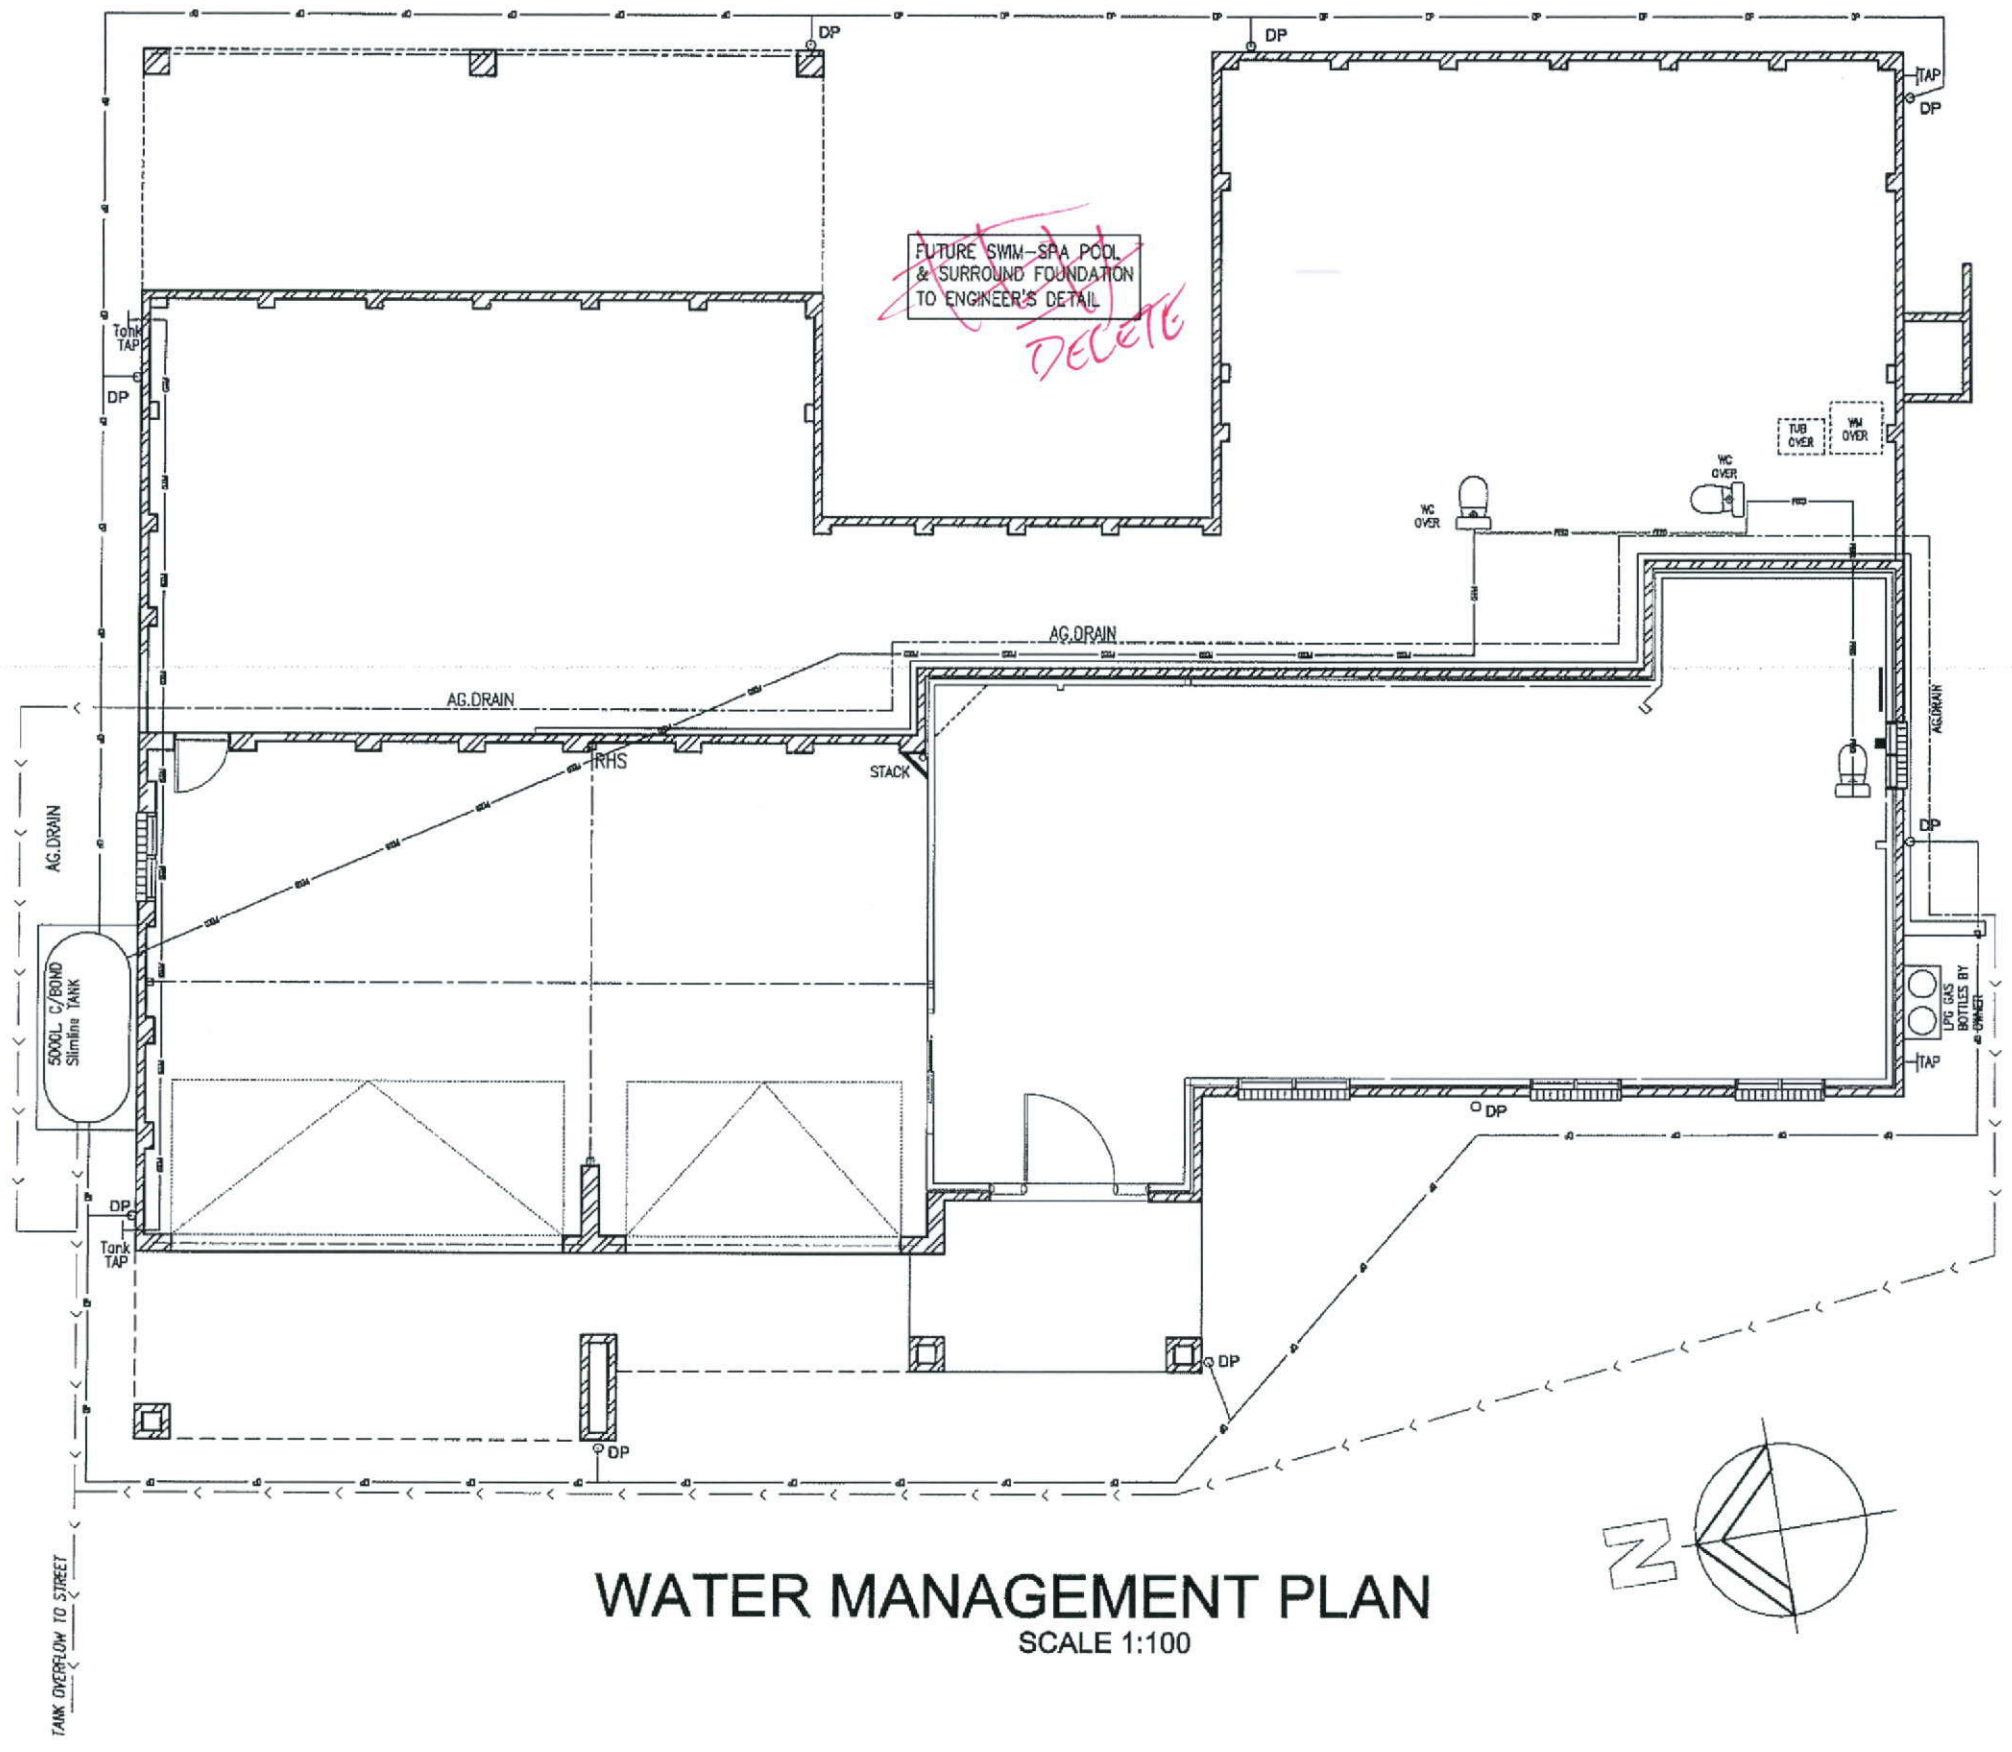 DP
DP
TAP
DP
FUTURE SWIM-SPA POOL
& SURROUND FOUNDATION
TO ENGINEER'S DETAIL
DELETE
Tank
TAP
DP
TUB
OVER
WM
OVER
WC
OVER
WC
OVER
AG.DRAIN
AG.DRAIN
AG.DRAIN
RHS
STACK
AG.DRAIN
DP
5000L C/BOND
Slimline TANK
LPG GAS
BOTTLES BY
OWNER
TAP
DP
DP
Tank
TAP
DP
DP
N
TANK OVERFLOW TO STREET
WATER MANAGEMENT PLAN
SCALE 1:100